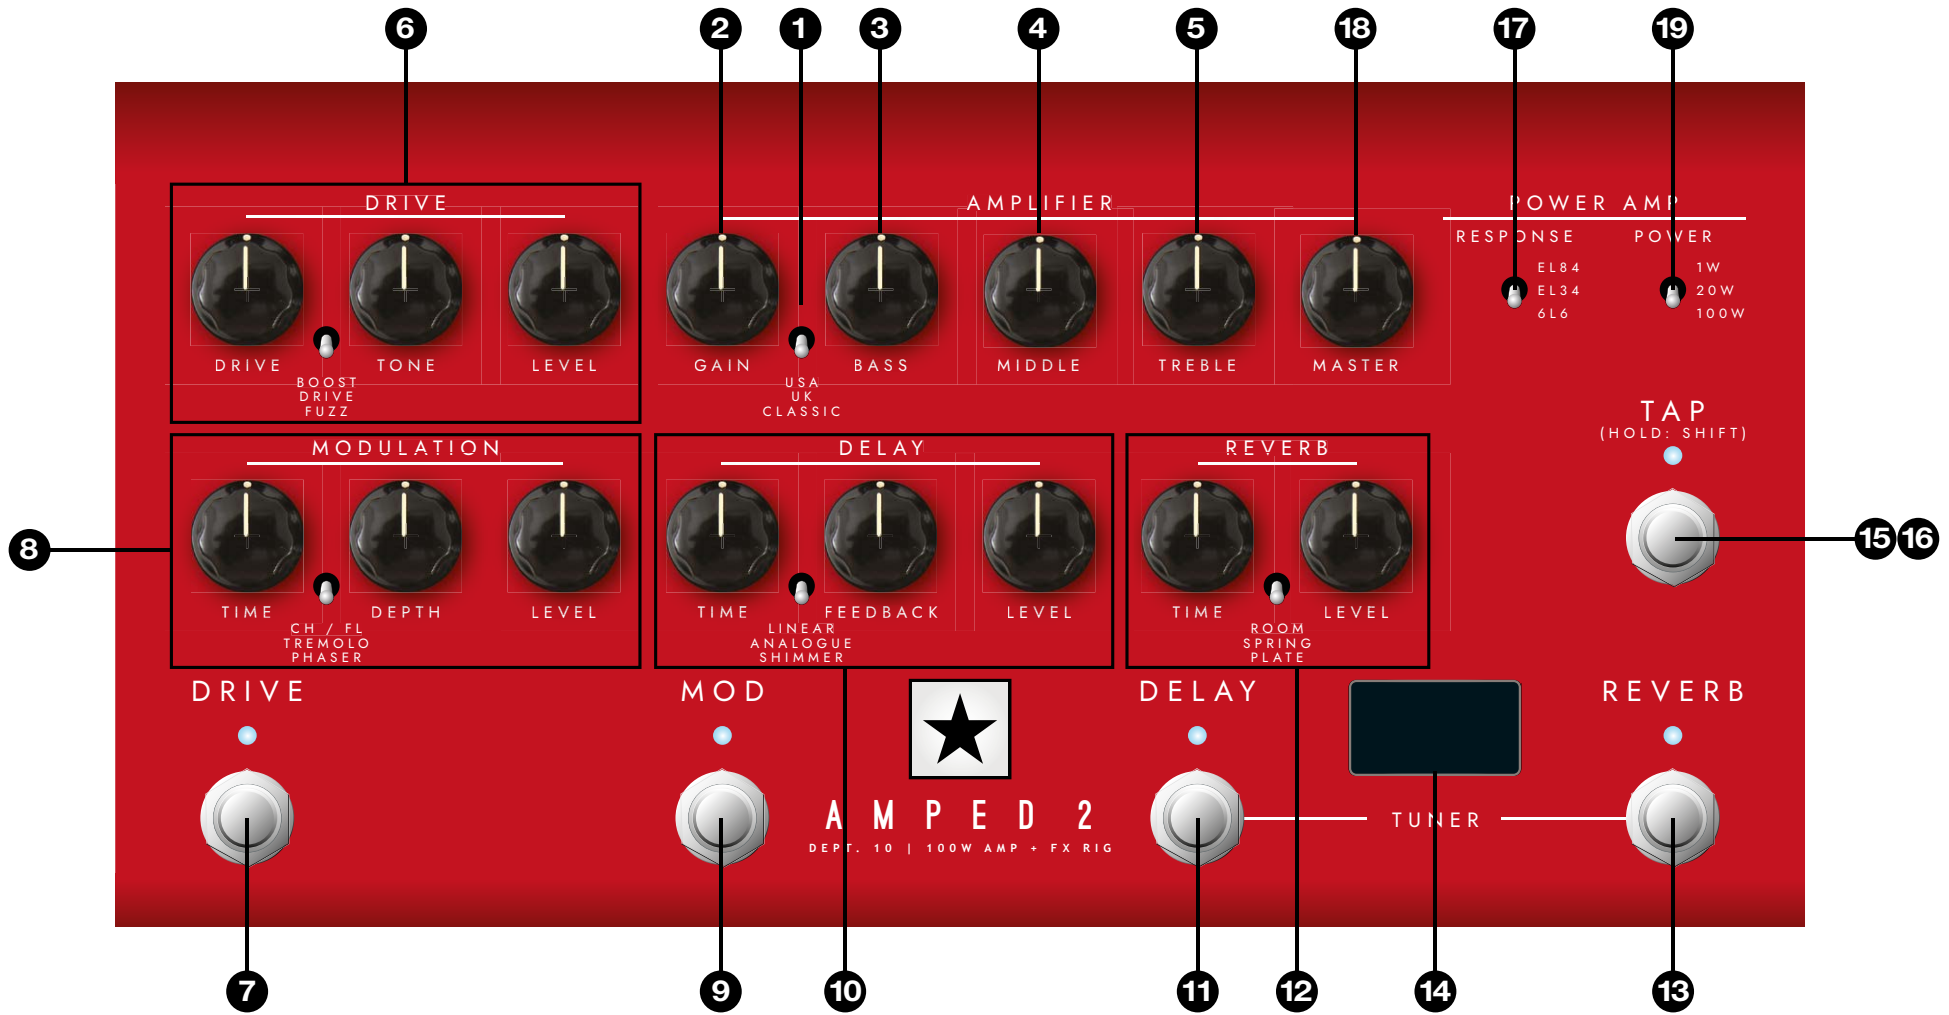 6 2 1 3 4 5 18 17 19
DRIVE
AMPLIFIER
POWER AMP
RESPONSE POWER
EL84
EL34
6L6
1W
20W
100W
DRIVE TONE LEVEL
BOOST
DRIVE
FUZZ
GAIN BASS MIDDLE TREBLE MASTER
USA
UK
CLASSIC
TAP
(HOLD: SHIFT)
MODULATION
DELAY
REVERB
8
15 16
TIME DEPTH LEVEL
CH / FL
TREMOLO
PHASER
TIME FEEDBACK LEVEL
LINEAR
ANALOGUE
SHIMMER
TIME LEVEL
ROOM
SPRING
PLATE
DRIVE MOD DELAY REVERB
AMPED 2
DEPT. 10 | 100W AMP + FX RIG
TUNER
7 9 10 11 12 14 13